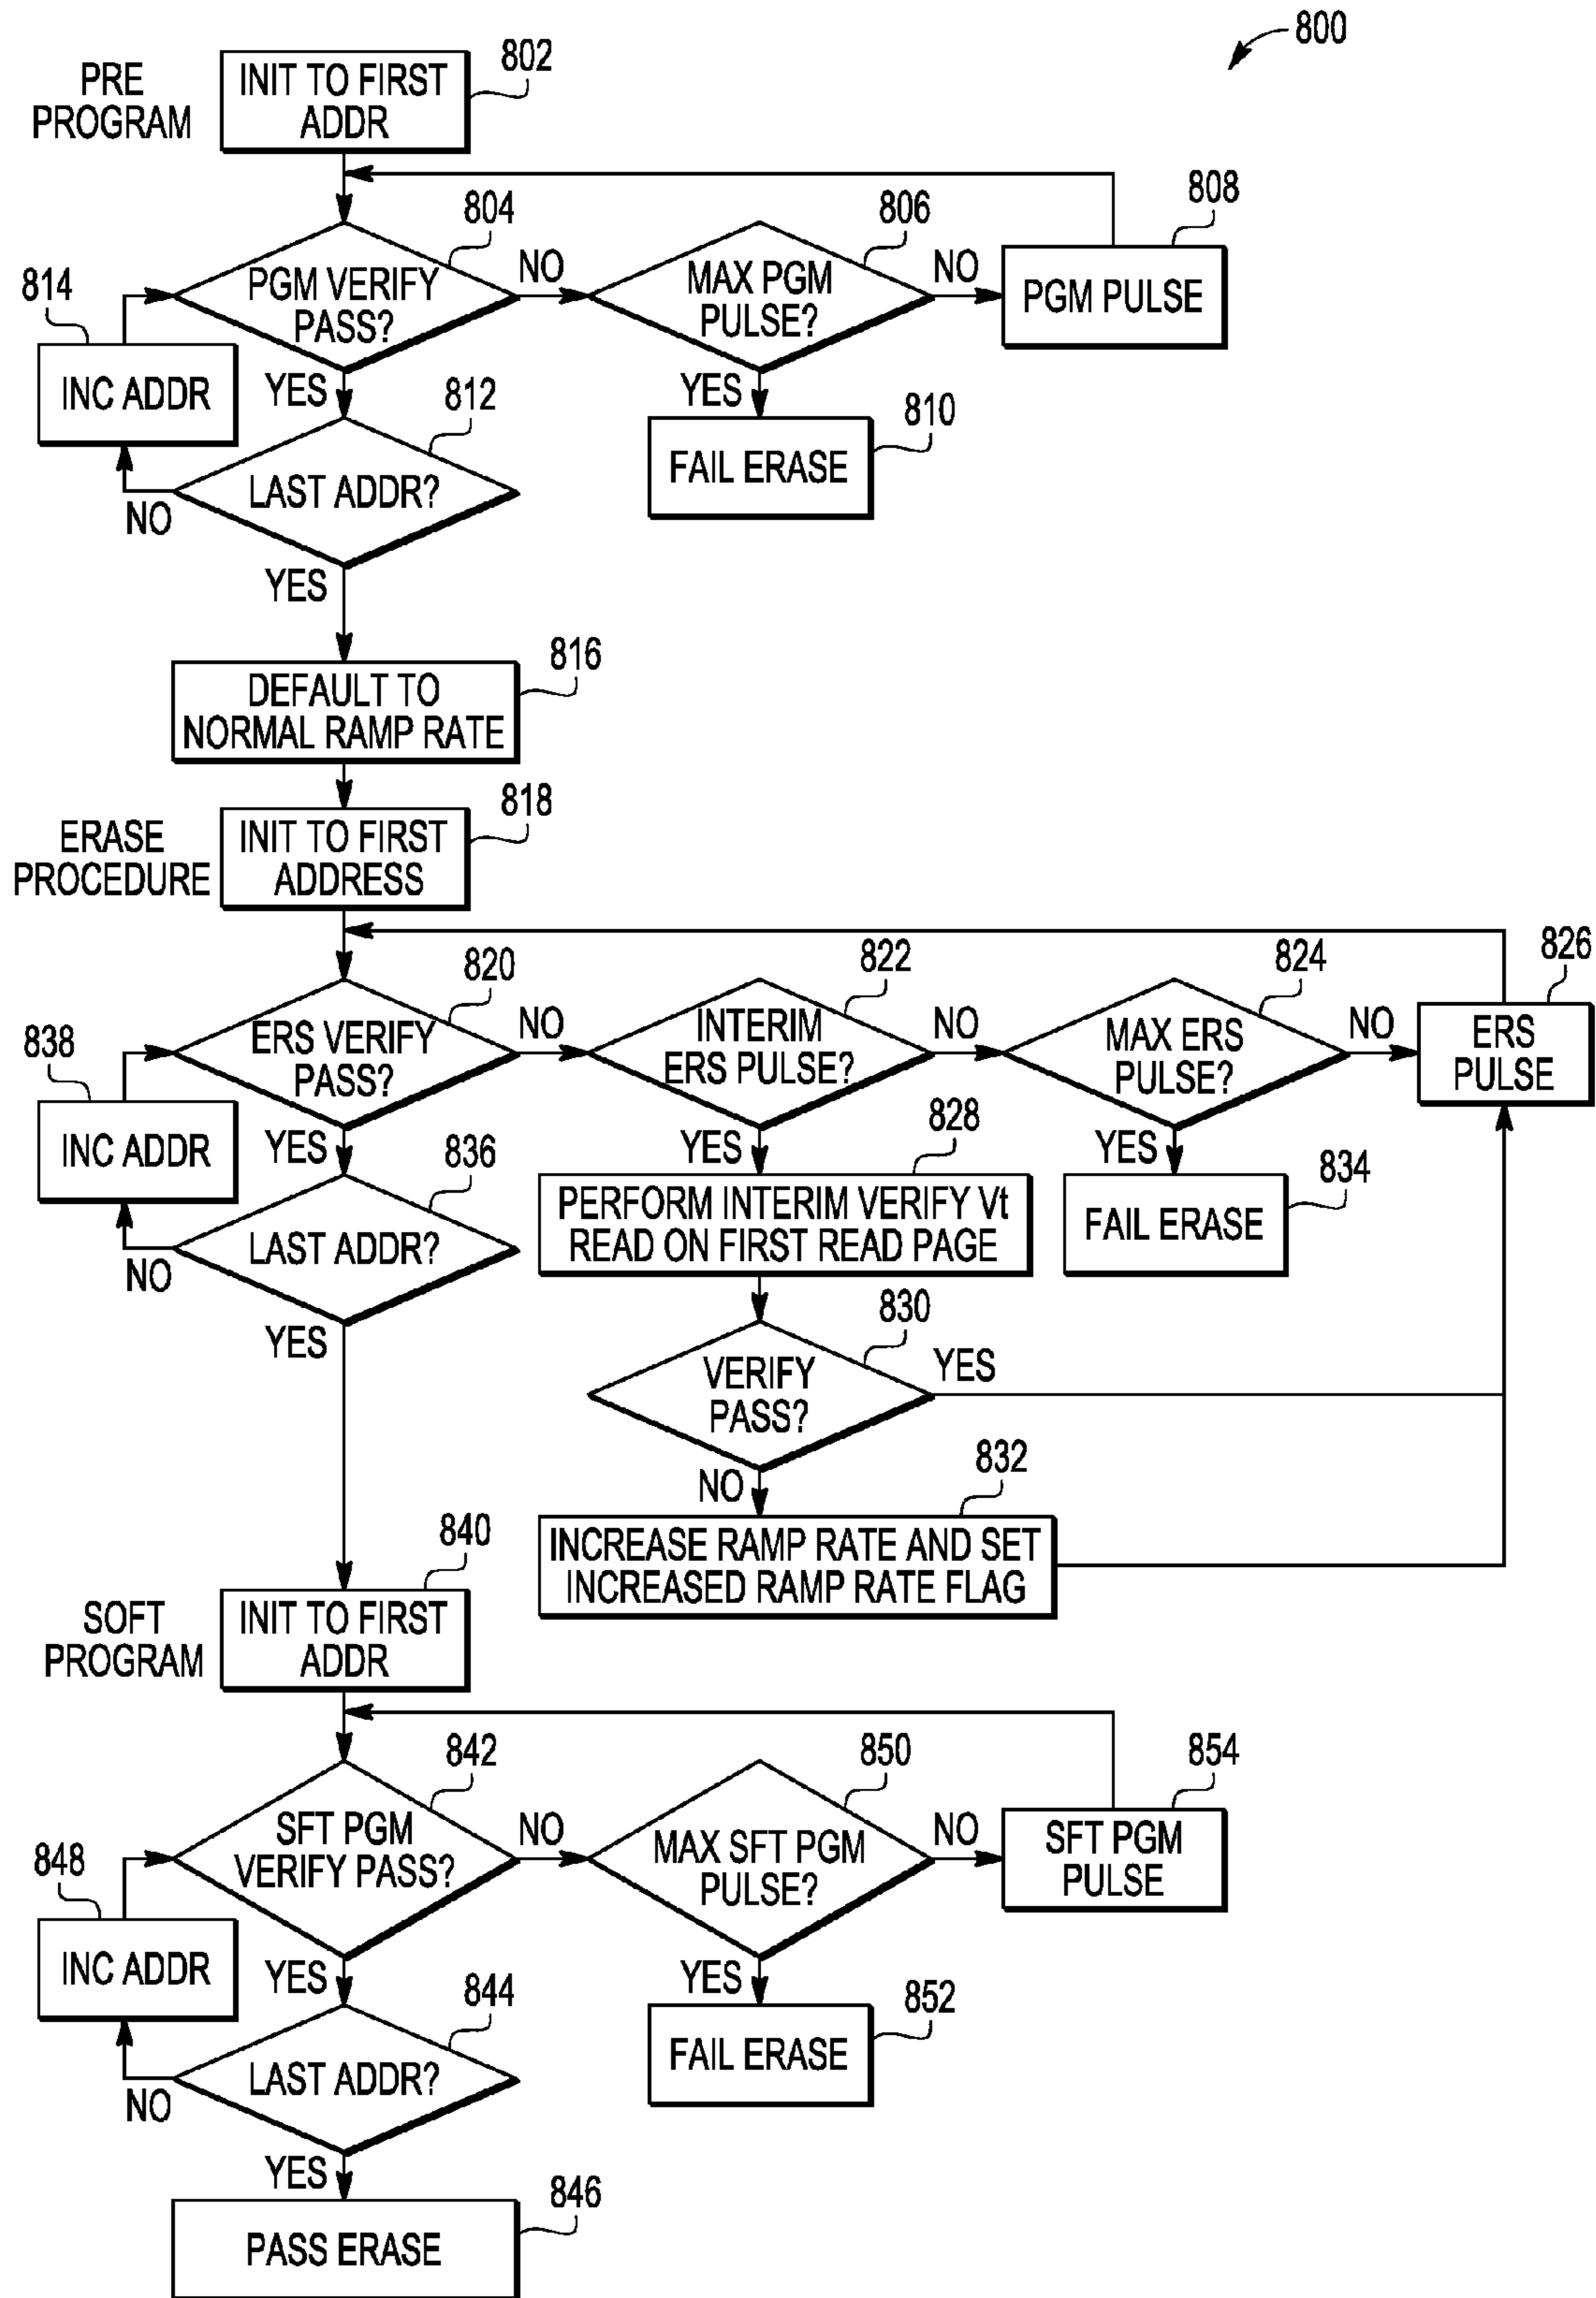 800
PRE
PROGRAM
INIT TO FIRST
ADDR
802
804
PGM VERIFY
PASS?
NO
806
MAX PGM
PULSE?
NO
808
PGM PULSE
814
INC ADDR
YES
812
LAST ADDR?
NO
YES
YES
810
FAIL ERASE
816
DEFAULT TO
NORMAL RAMP RATE
ERASE
PROCEDURE
818
INIT TO FIRST
ADDRESS
820
ERS VERIFY
PASS?
NO
822
INTERIM
ERS PULSE?
NO
824
MAX ERS
PULSE?
NO
826
ERS
PULSE
838
INC ADDR
YES
836
LAST ADDR?
NO
YES
YES
828
PERFORM INTERIM VERIFY Vt
READ ON FIRST READ PAGE
YES
834
FAIL ERASE
830
VERIFY
PASS?
YES
NO
832
INCREASE RAMP RATE AND SET
INCREASED RAMP RATE FLAG
SOFT
PROGRAM
840
INIT TO FIRST
ADDR
842
SFT PGM
VERIFY PASS?
NO
850
MAX SFT PGM
PULSE?
NO
854
SFT PGM
PULSE
848
INC ADDR
YES
844
LAST ADDR?
NO
YES
YES
852
FAIL ERASE
846
PASS ERASE